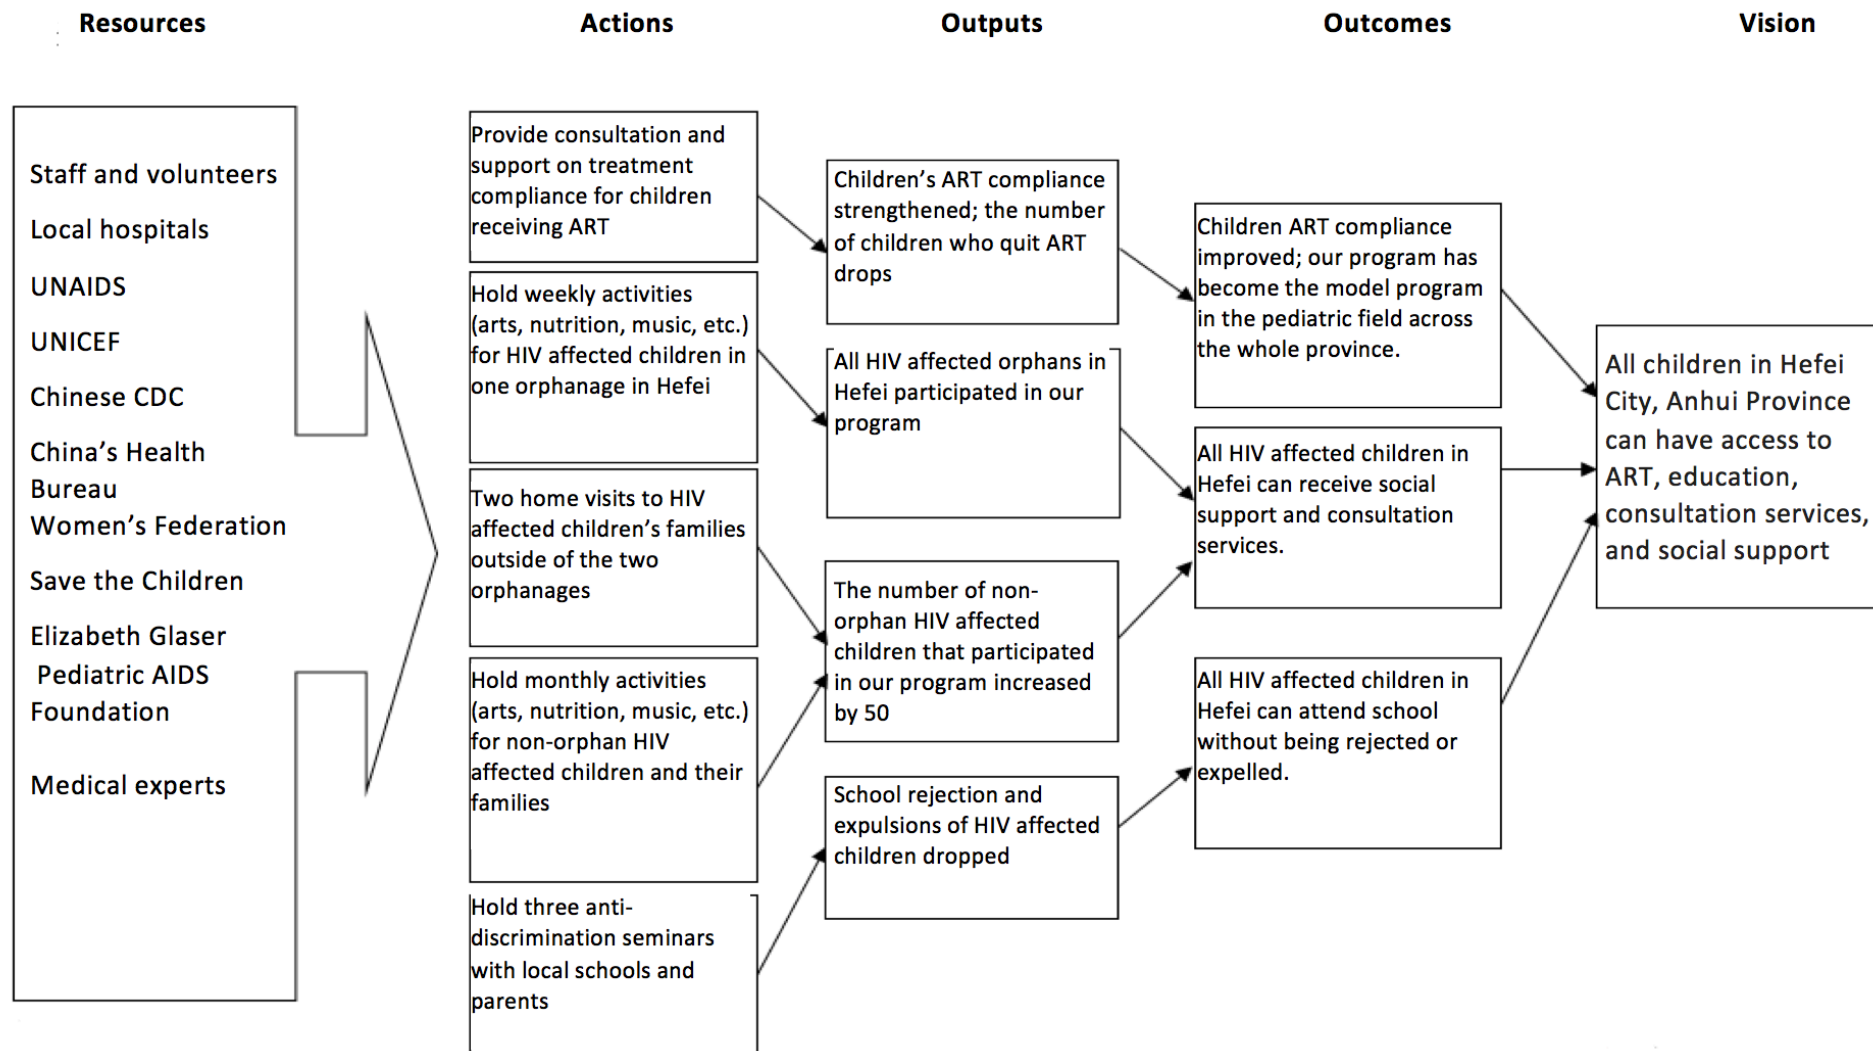 Resources
Actions
Outputs
Outcomes
Vision
Staff and volunteers
Local hospitals
UNAIDS
UNICEF
Chinese CDC
China’s Health
Bureau
Women’s Federation
Save the Children
Elizabeth Glaser
Pediatric AIDS
Foundation
Medical experts
Provide consultation and
support on treatment
compliance for children
receiving ART
Hold weekly activities
(arts, nutrition, music, etc.)
for HIV affected children in
one orphanage in Hefei
Two home visits to HIV
affected children’s families
outside of the two
orphanages
Hold monthly activities
(arts, nutrition, music, etc.)
for non-orphan HIV
affected children and their
families
Hold three anti-
discrimination seminars
with local schools and
parents
Children’s ART compliance
strengthened; the number
of children who quit ART
drops
All HIV affected orphans in
Hefei participated in our
program
The number of non-
orphan HIV affected
children that participated
in our program increased
by 50
School rejection and
expulsions of HIV affected
children dropped
Children ART compliance
improved; our program has
become the model program
in the pediatric field across
the whole province.
All HIV affected children in
Hefei can receive social
support and consultation
services.
All HIV affected children in
Hefei can attend school
without being rejected or
expelled.
All children in Hefei
City, Anhui Province
can have access to
ART, education,
consultation services,
and social support